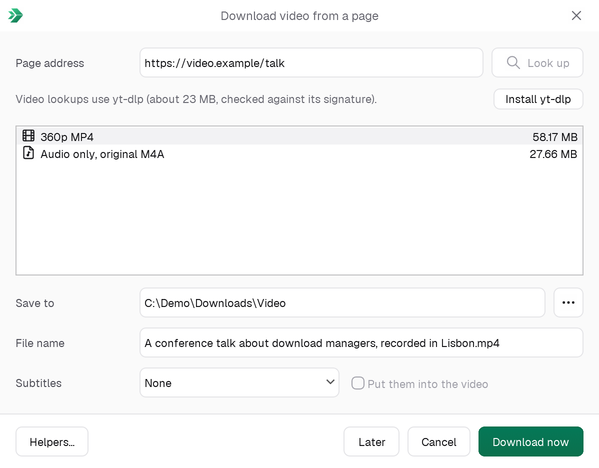 Download video from a page
Page address
https://video.example/talk
Look up
Video lookups use yt-dlp (about 23 MB, checked against its signature).
Install yt-dlp
360p MP4 58.17 MB
Audio only, original M4A 27.66 MB
Save to
C:\Demo\Downloads\Video
...
File name
A conference talk about download managers, recorded in Lisbon.mp4
Subtitles
None
Put them into the video
Helpers...
Later
Cancel
Download now